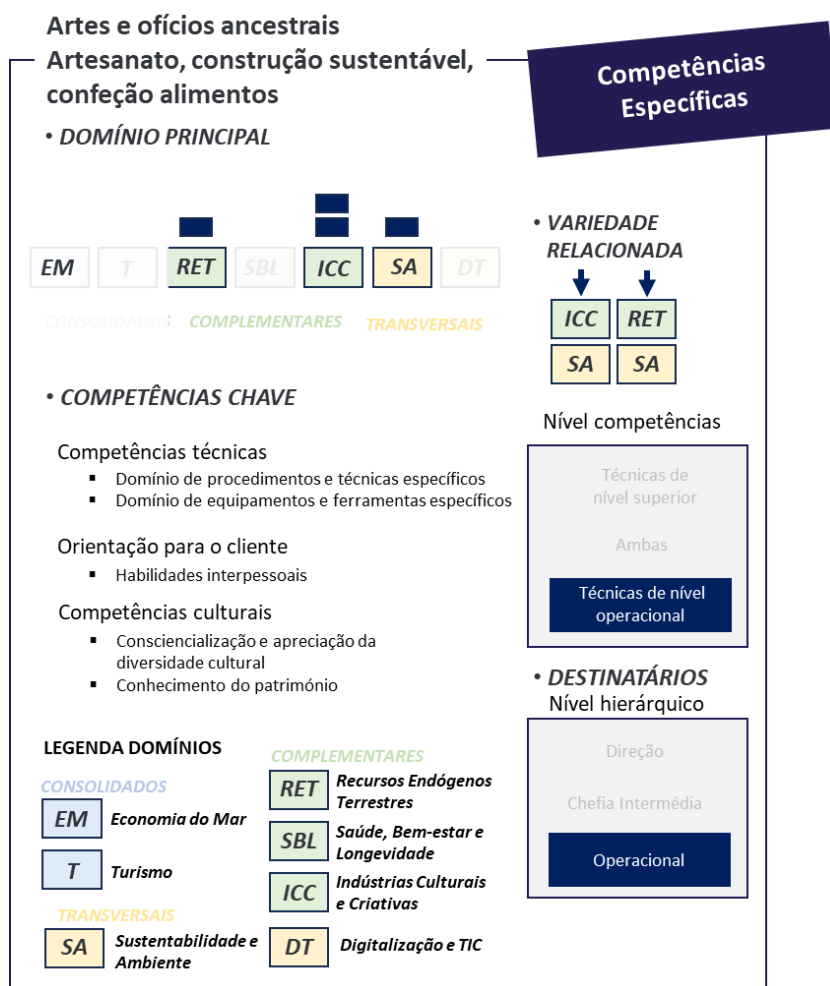 Artes e ofícios ancestrais
Artesanato, construção sustentável,
confeção alimentos
Competências
Específicas
• DOMÍNIO PRINCIPAL
EM
T
RET
SBL
ICC
SA
DT
CONSOLIDADOS
COMPLEMENTARES
TRANSVERSAIS
• VARIEDADE
RELACIONADA
ICC
RET
SA
SA
• COMPETÊNCIAS CHAVE
Competências técnicas
▪ Domínio de procedimentos e técnicas específicos
▪ Domínio de equipamentos e ferramentas específicos
Orientação para o cliente
▪ Habilidades interpessoais
Competências culturais
▪ Consciencialização e apreciação da
diversidade cultural
▪ Conhecimento do património
Nível competências
Técnicas de
nível superior
Ambas
Técnicas de nível
operacional
• DESTINATÁRIOS
Nível hierárquico
Direção
Chefia Intermédia
Operacional
LEGENDA DOMÍNIOS
CONSOLIDADOS
EM
Economia do Mar
T
Turismo
TRANSVERSAIS
SA
Sustentabilidade e
Ambiente
COMPLEMENTARES
RET
Recursos Endógenos
Terrestres
SBL
Saúde, Bem-estar e
Longevidade
ICC
Indústrias Culturais
e Criativas
DT
Digitalização e TIC